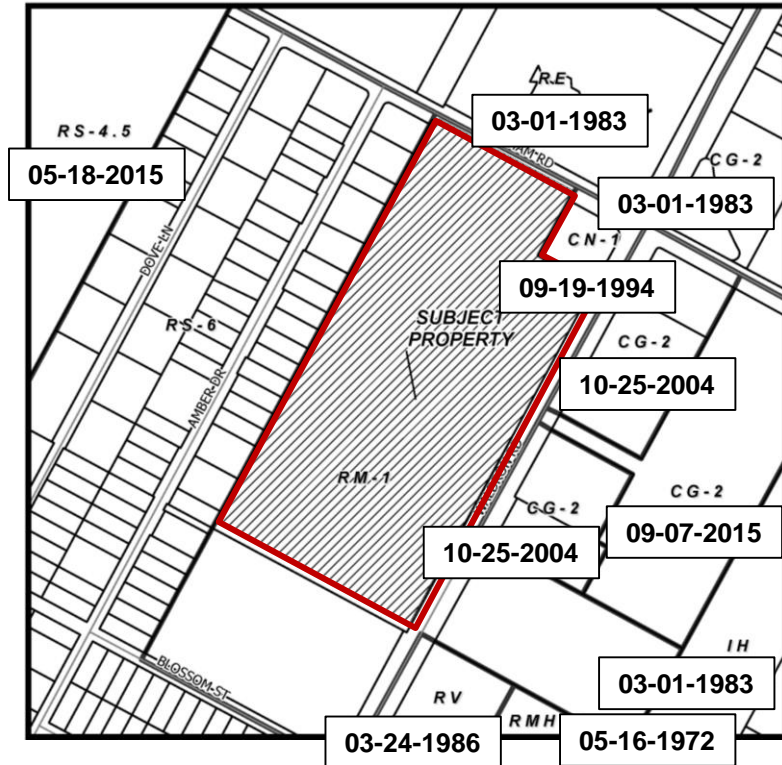 R E
03-01-1983
RS-4.5
05-18-2015
CG-2
03-01-1983
CN-1
DOVE LN
09-19-1994
SUBJECT
PROPERTY
RS-6
CG-2
10-25-2004
AMBER DR
RM-1
CG-2
CG-2
09-07-2015
10-25-2004
IH
03-01-1983
BLOSSOM ST
RV
RMH
03-24-1986
05-16-1972